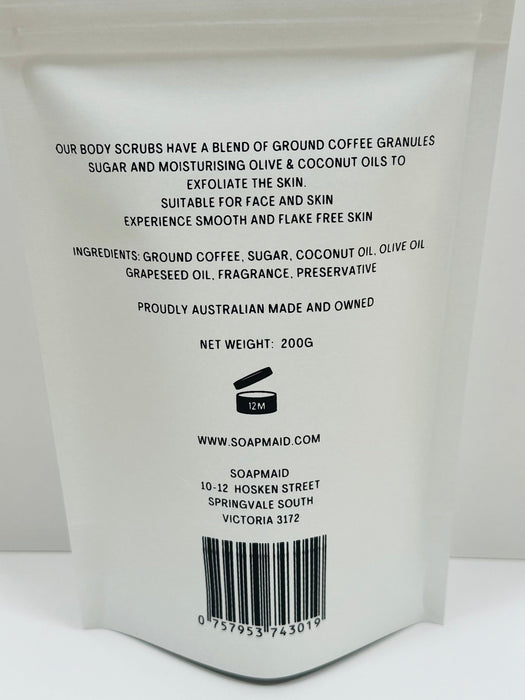 OUR BODY SCRUBS HAVE A BLEND OF GROUND COFFEE GRANULES
SUGAR AND MOISTURISING OLIVE & COCONUT OILS TO
EXFOLIATE THE SKIN.
SUITABLE FOR FACE AND SKIN
EXPERIENCE SMOOTH AND FLAKE FREE SKIN
INGREDIENTS: GROUND COFFEE, SUGAR, COCONUT OIL, OLIVE OIL
GRAPESEED OIL, FRAGRANCE, PRESERVATIVE
PROUDLY AUSTRALIAN MADE AND OWNED
NET WEIGHT: 200G
12M
WWW.SOAPMAID.COM
SOAPMAID
10-12 HOSKEN STREET
SPRINGVALE SOUTH
VICTORIA 3172
0 757953 743019